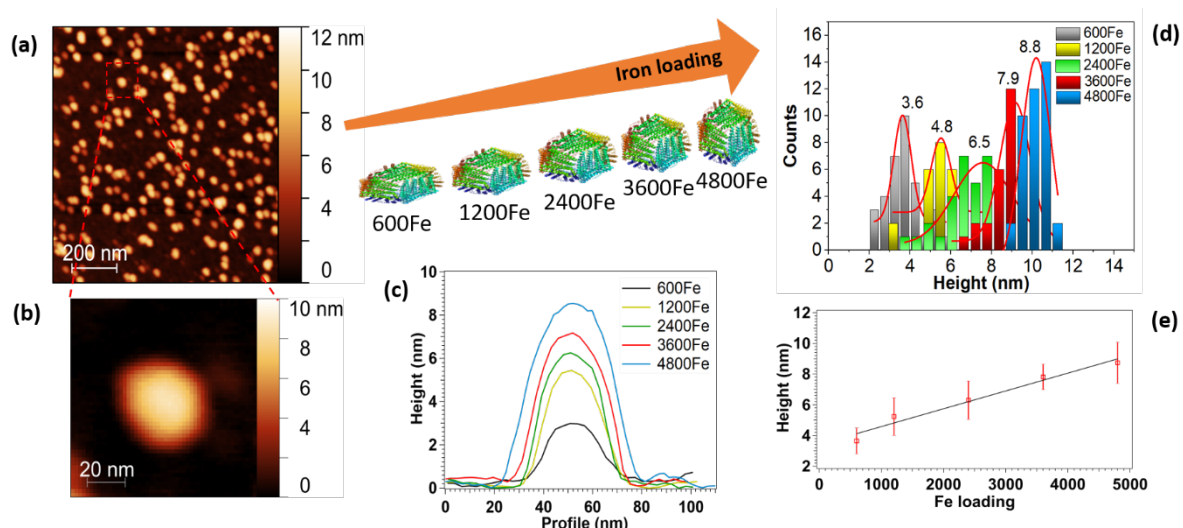 (a)
12 nm
10
8
6
4
2
0
200 nm
Iron loading
600Fe
1200Fe
2400Fe
3600Fe
4800Fe
(b)
10 nm
8
6
4
2
0
20 nm
(c)
Height (nm)
10
8
6
4
2
0
0 20 40 60 80 100
Profile (nm)
600Fe
1200Fe
2400Fe
3600Fe
4800Fe
(d)
Counts
16
14
12
10
8
6
4
2
0
0 2 4 6 8 10 12 14
Height (nm)
3.6
4.8
6.5
7.9
8.8
600Fe
1200Fe
2400Fe
3600Fe
4800Fe
(e)
Height (nm)
12
10
8
6
4
2
0 1000 2000 3000 4000 5000
Fe loading